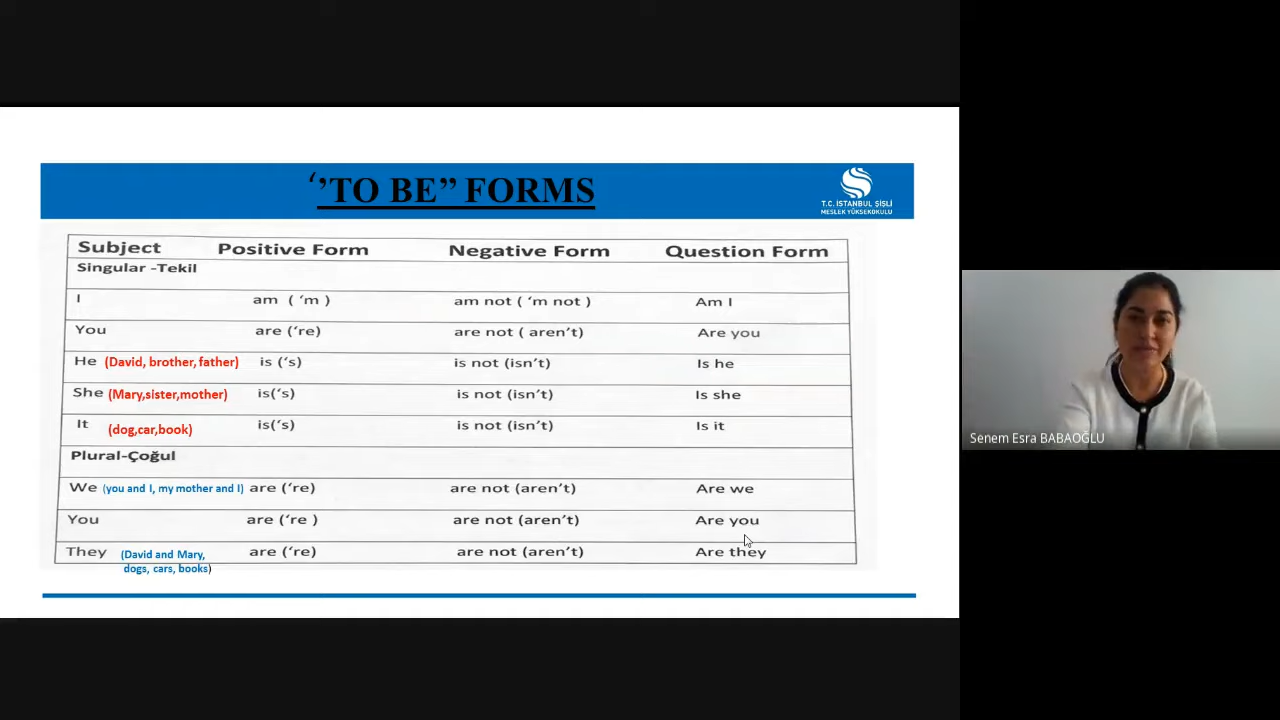 ‘’TO BE” FORMS
T.C. İSTANBUL ŞİŞLİ
MESLEK YÜKSEKOKULU
Subject Positive Form Negative Form Question Form
Singular -Tekil
I am ( ‘m ) am not ( ‘m not ) Am I
You are (‘re) are not ( aren’t) Are you
He (David, brother, father) is (‘s) is not (isn’t) Is he
She (Mary,sister,mother) is(‘s) is not (isn’t) Is she
It (dog,car,book) is(‘s) is not (isn’t) Is it
Plural-Çoğul
We (you and I, my mother and I) are (‘re) are not (aren’t) Are we
You are (‘re ) are not (aren’t) Are you
They (David and Mary, are (‘re) are not (aren’t) Are they
dogs, cars, books)
Senem Esra BABAOĞLU